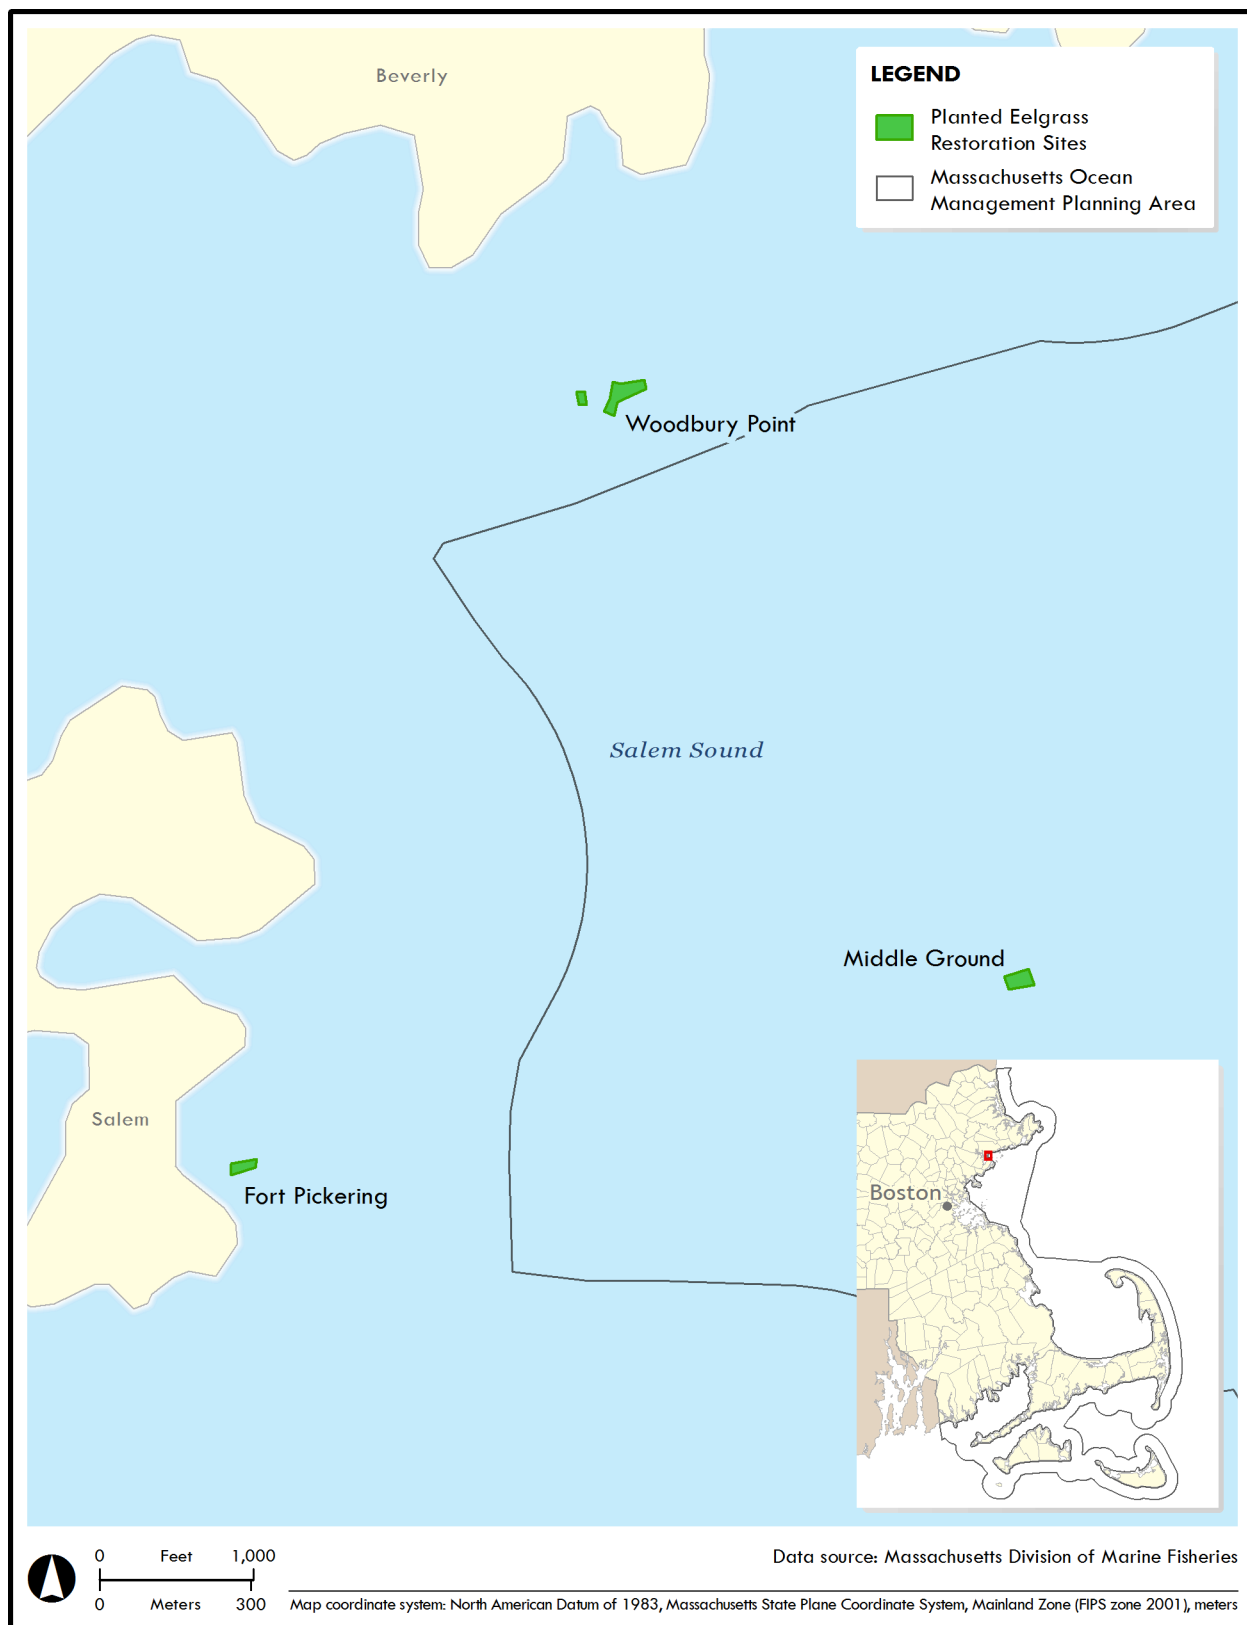 Beverly
LEGEND
Planted Eelgrass
Restoration Sites
Massachusetts Ocean
Management Planning Area
Woodbury Point
Salem Sound
Middle Ground
Salem
Fort Pickering
Boston
0 Feet 1,000
0 Meters 300
Data source: Massachusetts Division of Marine Fisheries
Map coordinate system: North American Datum of 1983, Massachusetts State Plane Coordinate System, Mainland Zone (FIPS zone 2001), meters